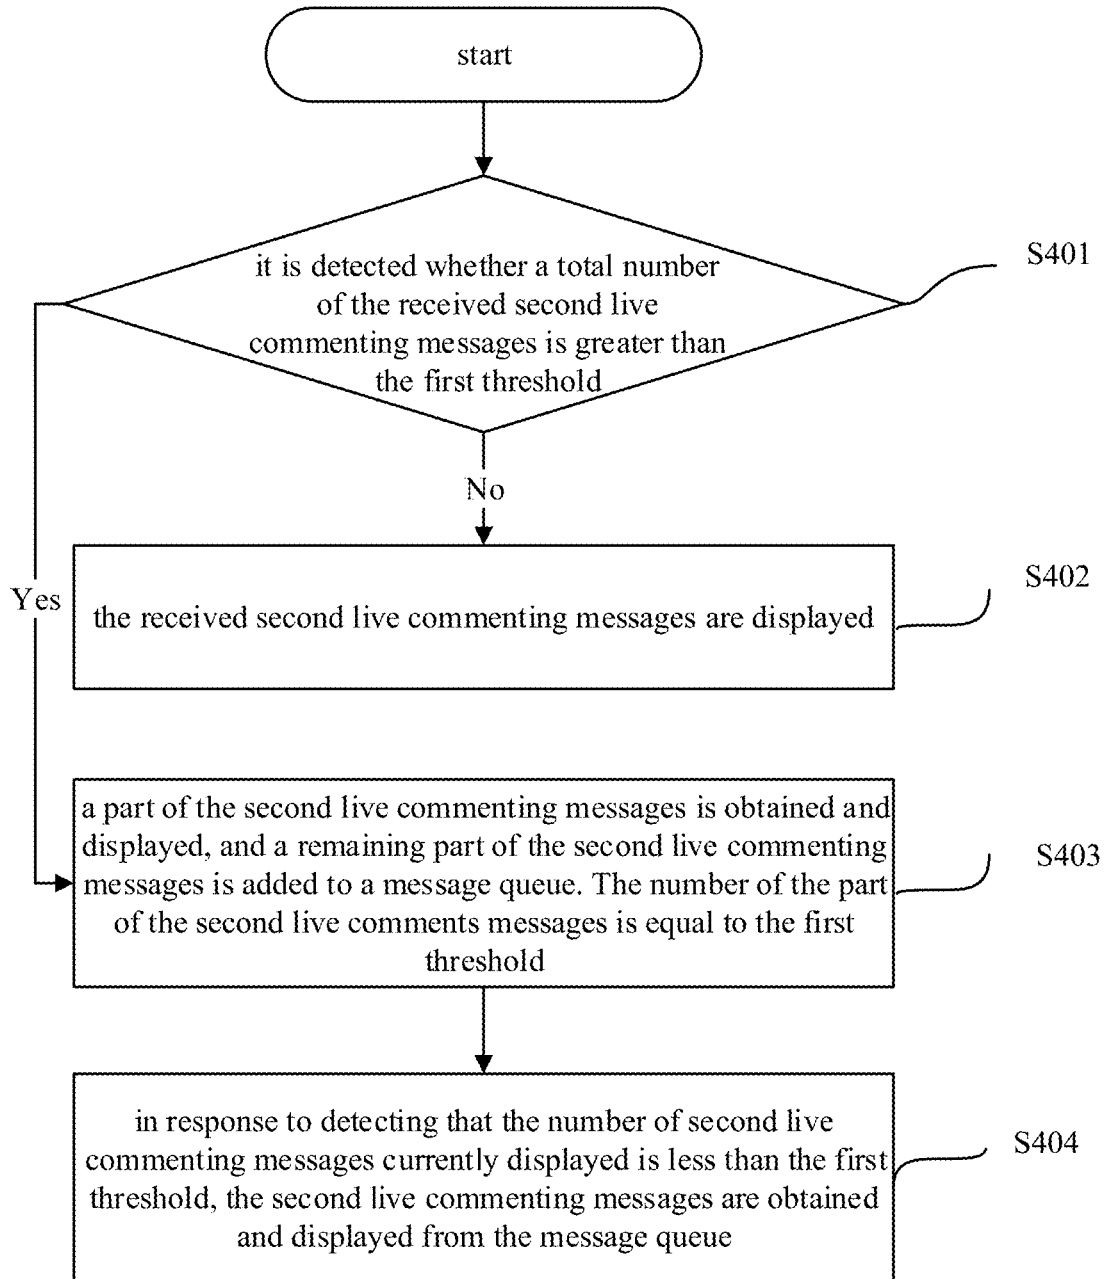 start
it is detected whether a total number
of the received second live
commenting messages is greater than
the first threshold
S401
No
Yes
the received second live commenting messages are displayed
S402
a part of the second live commenting messages is obtained and
displayed, and a remaining part of the second live commenting
messages is added to a message queue. The number of the part
of the second live comments messages is equal to the first
threshold
S403
in response to detecting that the number of second live
commenting messages currently displayed is less than the first
threshold, the second live commenting messages are obtained
and displayed from the message queue
S404